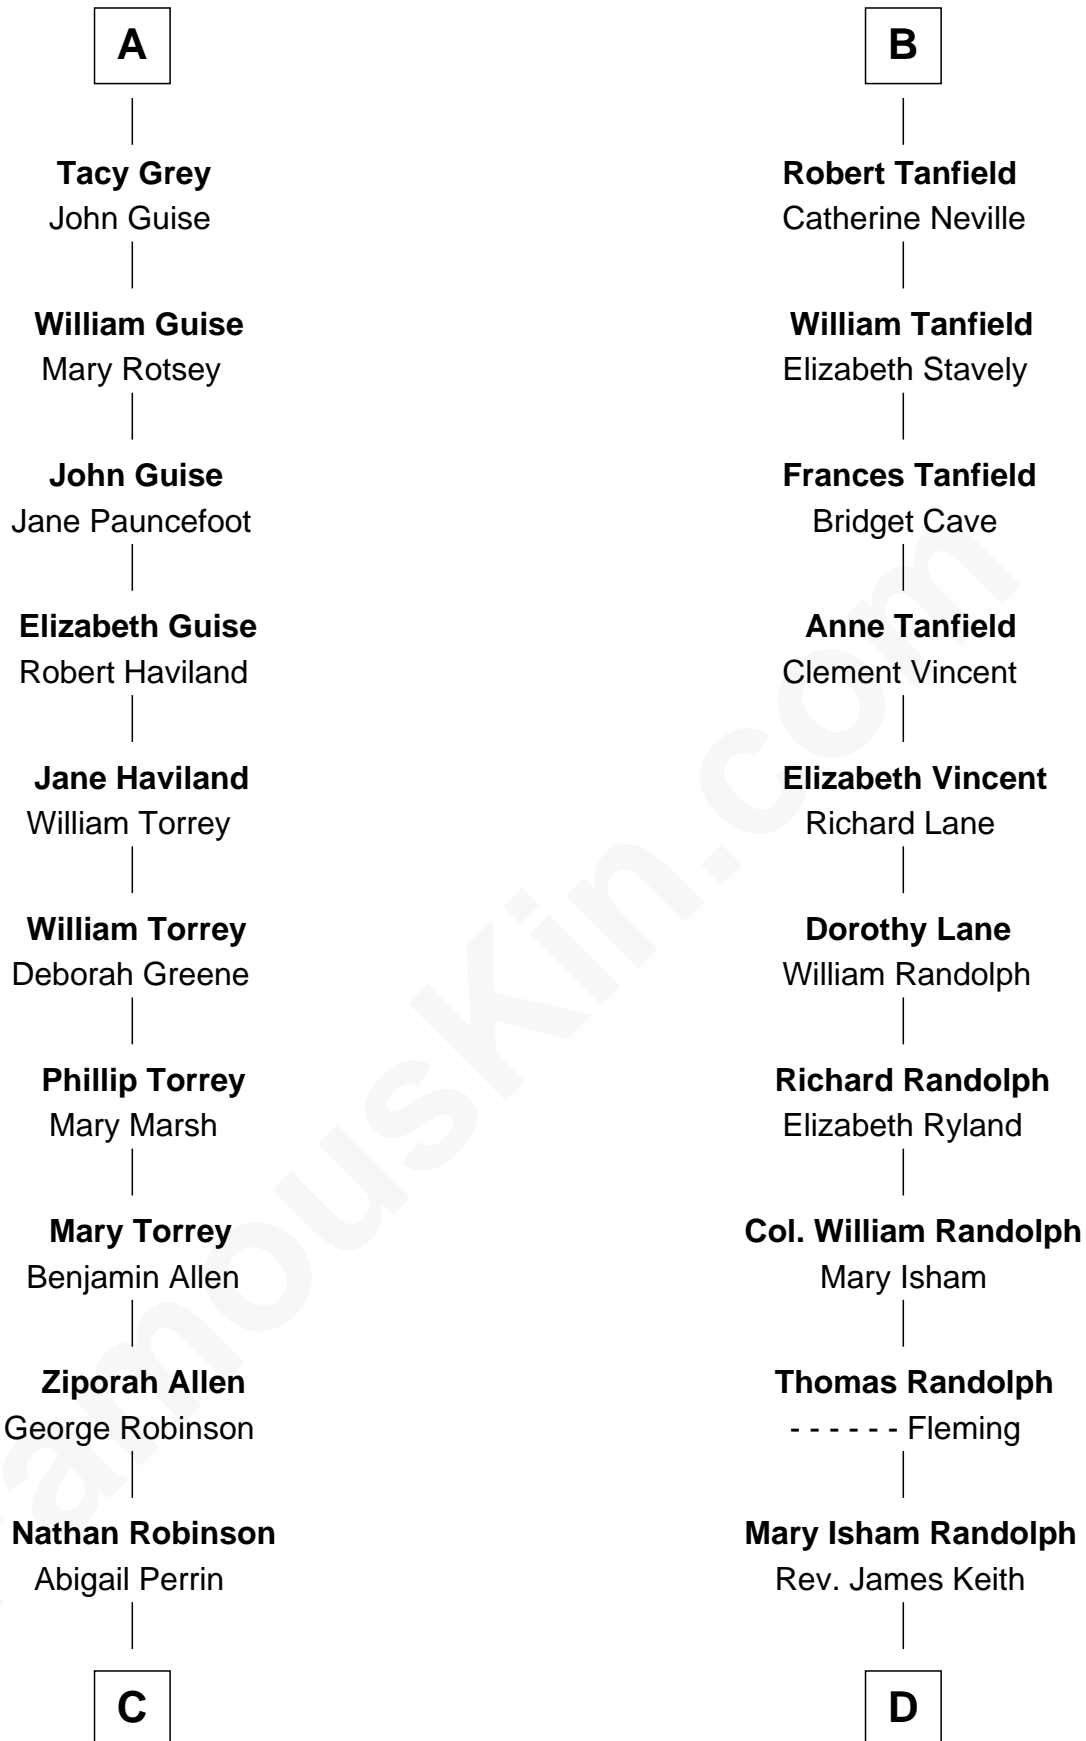 A
Tacy Grey
John Guise
William Guise
Mary Rotsey
John Guise
Jane Pauncefoot
Elizabeth Guise
Robert Haviland
Jane Haviland
William Torrey
William Torrey
Deborah Greene
Phillip Torrey
Mary Marsh
Mary Torrey
Benjamin Allen
Ziporah Allen
George Robinson
Nathan Robinson
Abigail Perrin
C
B
Robert Tanfield
Catherine Neville
William Tanfield
Elizabeth Stavely
Frances Tanfield
Bridget Cave
Anne Tanfield
Clement Vincent
Elizabeth Vincent
Richard Lane
Dorothy Lane
William Randolph
Richard Randolph
Elizabeth Ryland
Col. William Randolph
Mary Isham
Thomas Randolph
- - - - - - Fleming
Mary Isham Randolph
Rev. James Keith
D
famouskin.com